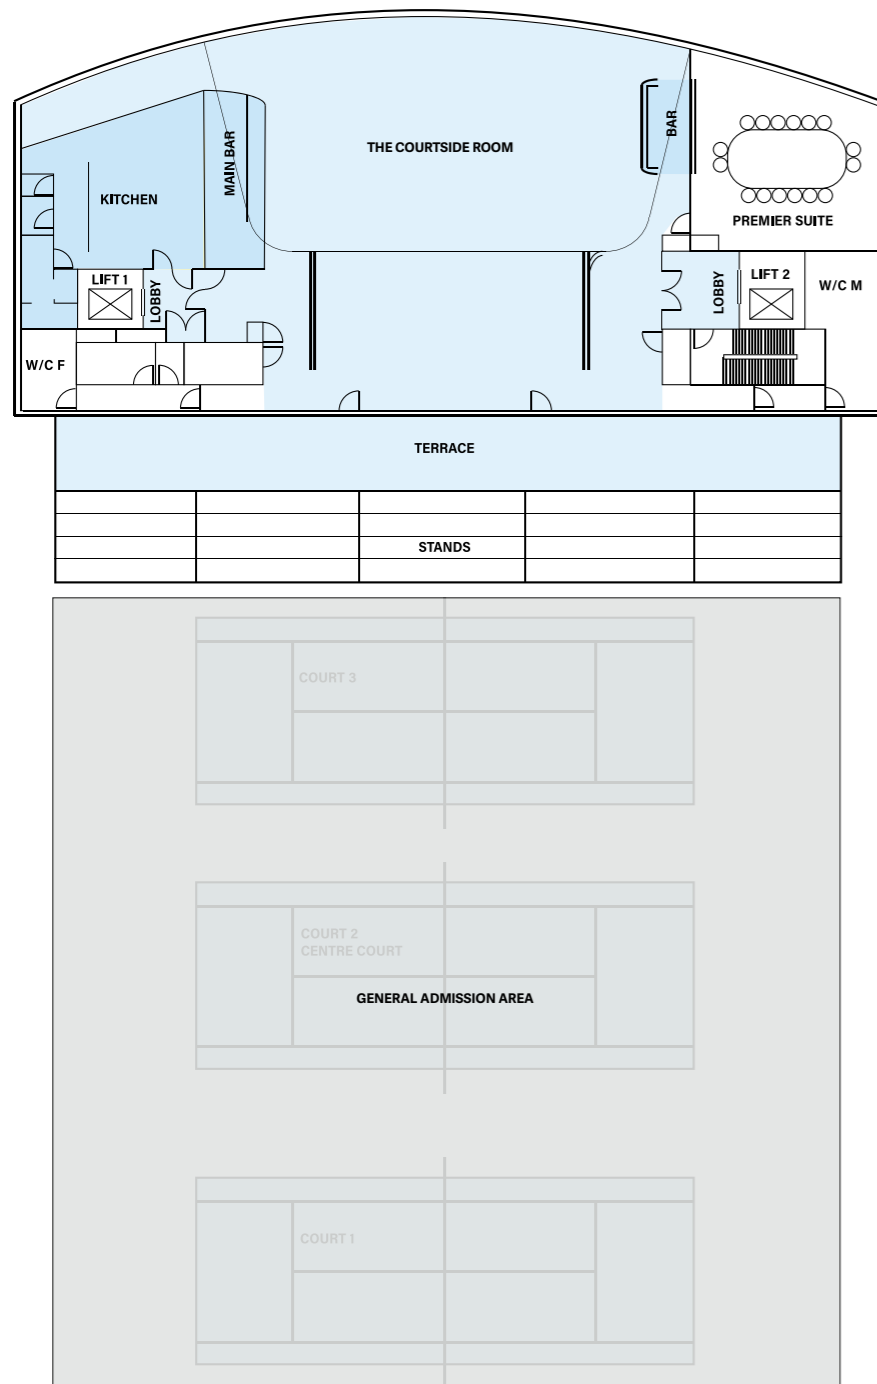 THE COURTSIDE ROOM
MAIN BAR
BAR
KITCHEN
PREMIER SUITE
LIFT 1
LOBBY
LOBBY
LIFT 2
W/C M
W/C F
TERRACE
STANDS
COURT 3
COURT 2
CENTRE COURT
GENERAL ADMISSION AREA
COURT 1